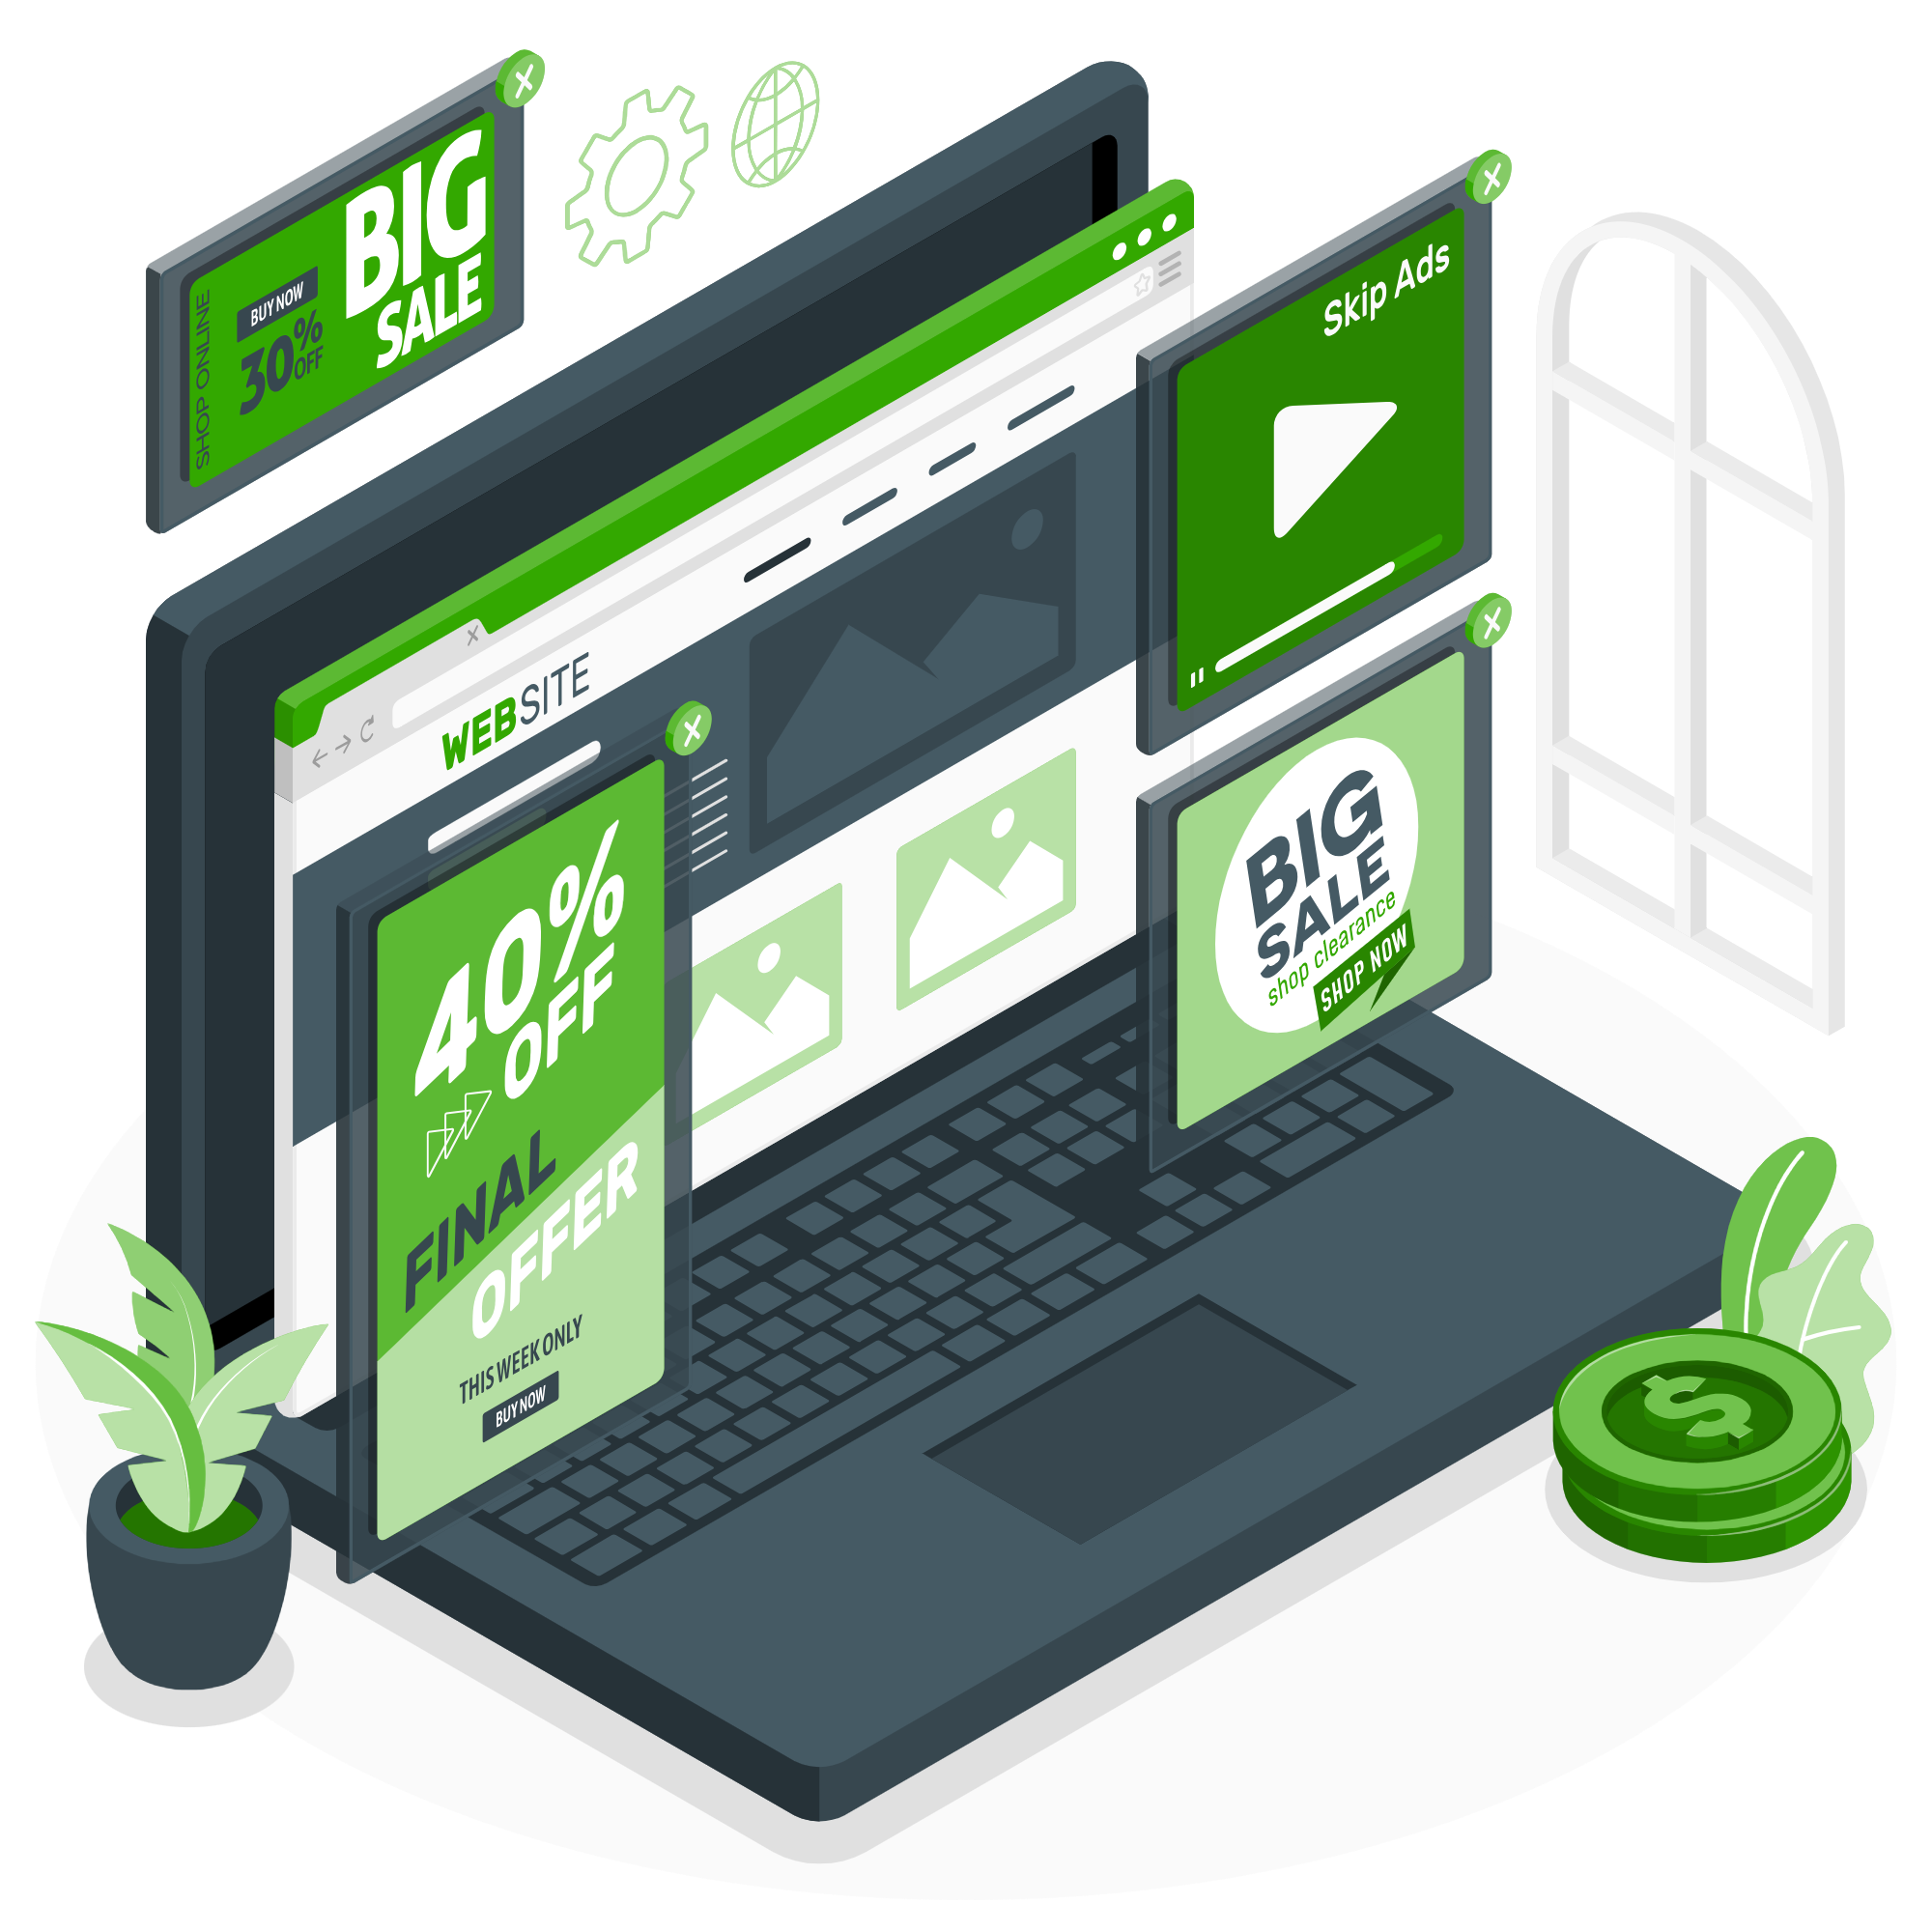 BIG
SALE
BUY NOW
30%
OFF
SHOP ONLINE
Skip Ads
WEBSITE
40%
OFF
FINAL
OFFER
THIS WEEK ONLY
BUY NOW
BIG
SALE
shop clearance
SHOP NOW
$